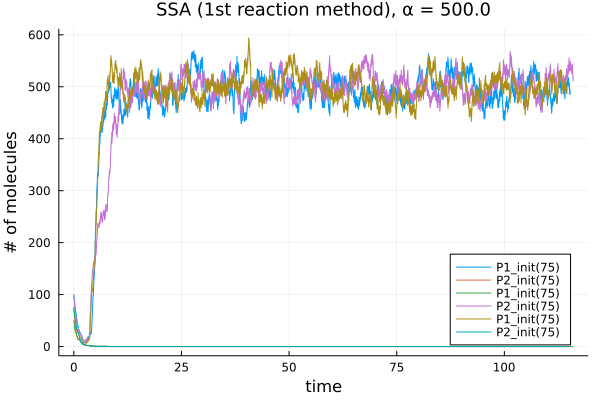 SSA (1st reaction method), α = 500.0
# of molecules
600
500
400
300
200
100
0
P1_init(75)
P2_init(75)
P1_init(75)
P2_init(75)
P1_init(75)
P2_init(75)
0 25 50 75 100
time